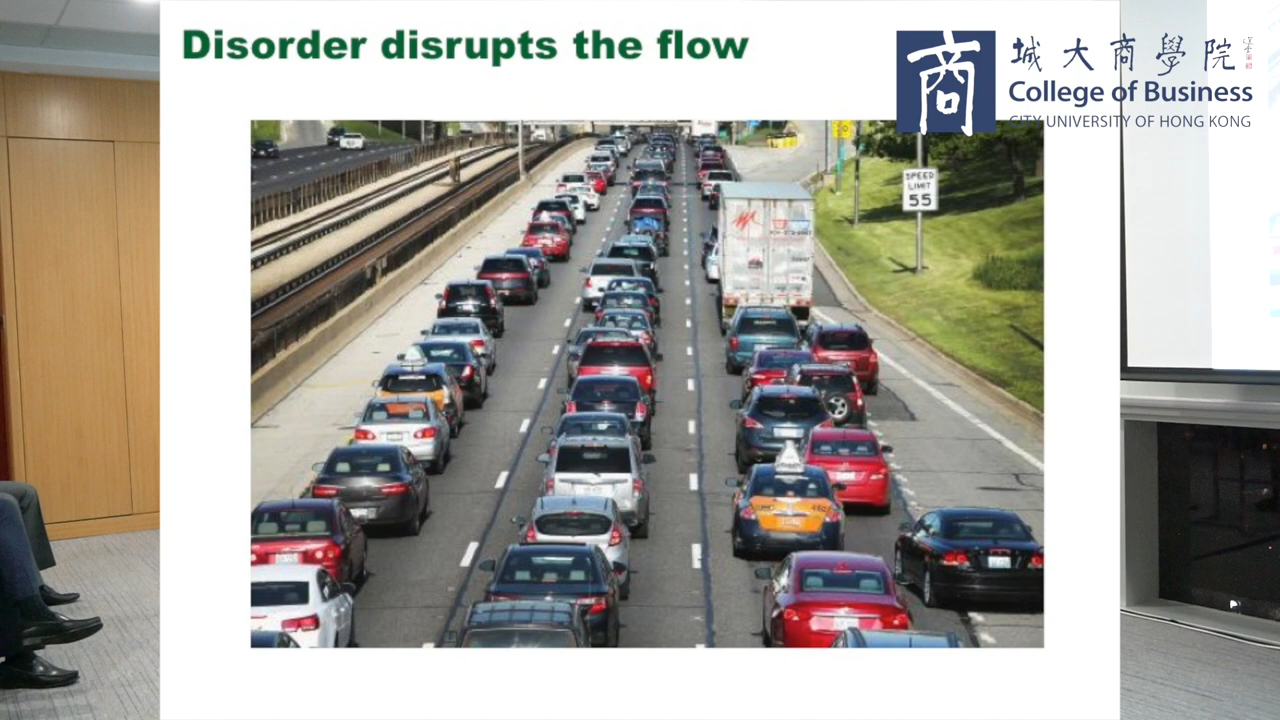 Disorder disrupts the flow
商
城大商學院
College of Business
CITY UNIVERSITY OF HONG KONG
SPEED
LIMIT
55